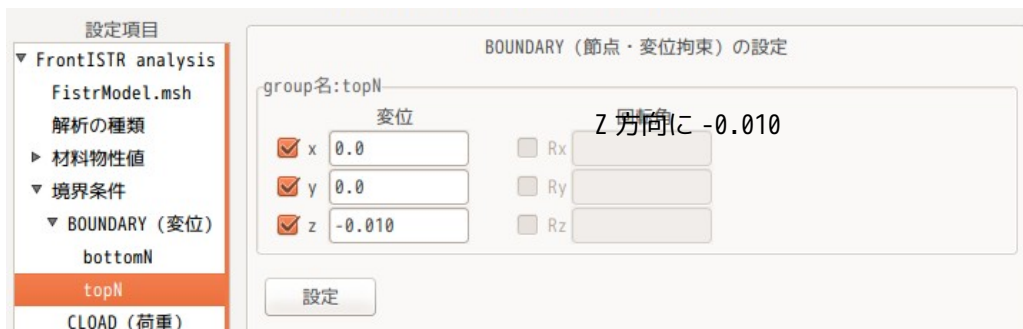 設定項目
▼ FrontISTR analysis
FistrModel.msh
解析の種類
▶ 材料物性値
▼ 境界条件
▼ BOUNDARY (変位)
bottomN
topN
CLOAD (荷重)
BOUNDARY (節点・変位拘束) の設定
group名:topN
変位
回転角
Z 方向に -0.010
x 0.0
Rx
y 0.0
Ry
z -0.010
Rz
設定